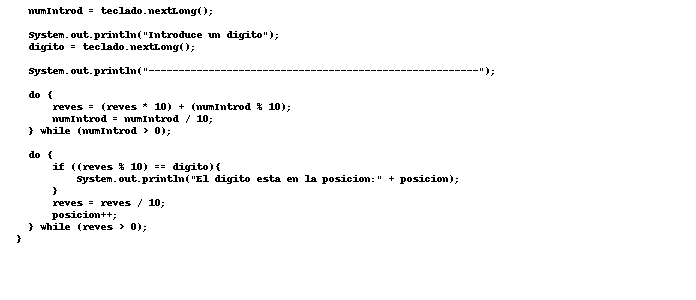 numIntrod = teclado.nextLong();
System.out.println("Introduce un digito");
digito = teclado.nextLong();
System.out.println("-------------------------------------------------------");
do {
reves = (reves * 10) + (numIntrod % 10);
numIntrod = numIntrod / 10;
} while (numIntrod > 0);
do {
if ((reves % 10) == digito){
System.out.println("El digito esta en la posicion:" + posicion);
}
reves = reves / 10;
posicion++;
} while (reves > 0);
}